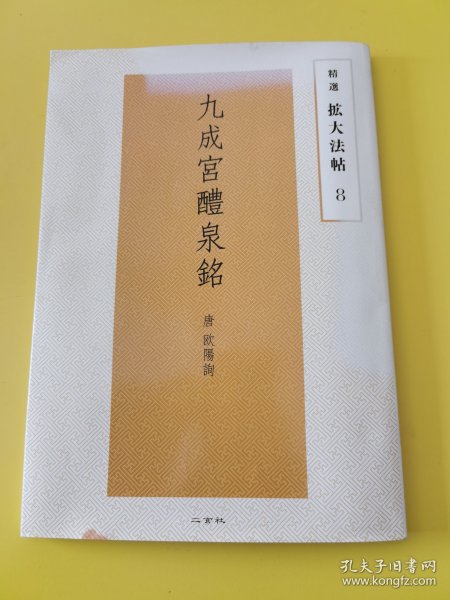 精選 拡大法帖 8
九成宮醴泉銘
唐 欧陽詢
二玄社
孔夫子旧书网
www.kongfz.com